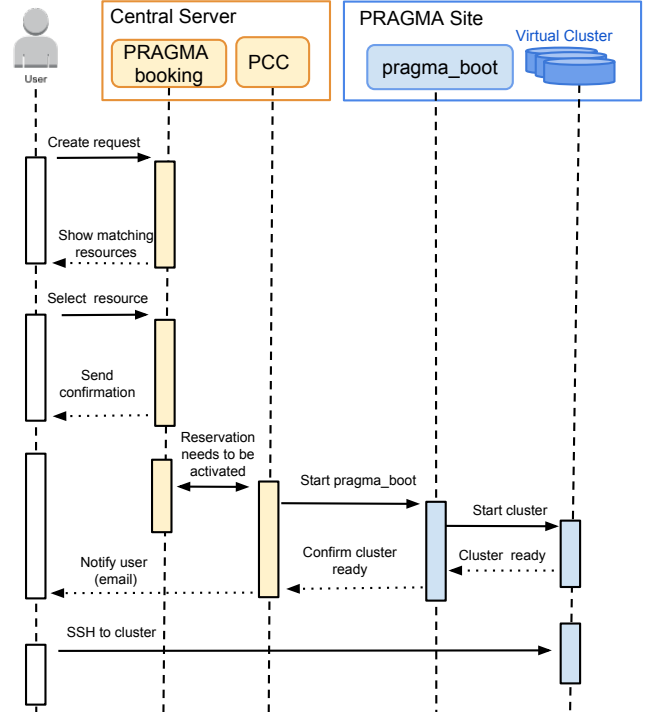 Central Server
PRAGMA Site
PRAGMA
booking
PCC
pragma_boot
Virtual Cluster
User
Create request
Show matching
resources
Select  resource
Send
confirmation
Reservation
needs to be
activated
Start pragma_boot
Start cluster
Cluster  ready
Confirm cluster
ready
Notify user
(email)
SSH to cluster